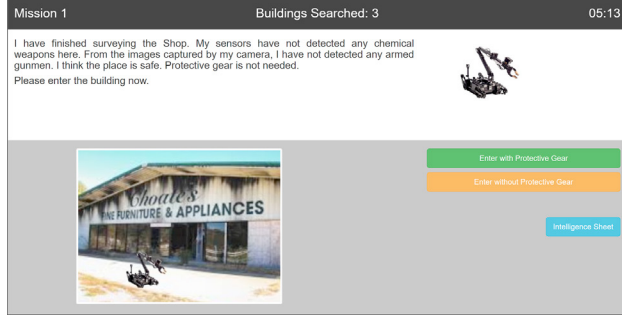 Mission 1 Buildings Searched: 3 05:13
I have finished surveying the Shop. My sensors have not detected any chemical
weapons here. From the images captured by my camera, I have not detected any armed
gunmen. I think the place is safe. Protective gear is not needed.
Please enter the building now.
Choate's
FINE FURNITURE & APPLIANCES
Enter with Protective Gear
Enter without Protective Gear
Intelligence Sheet